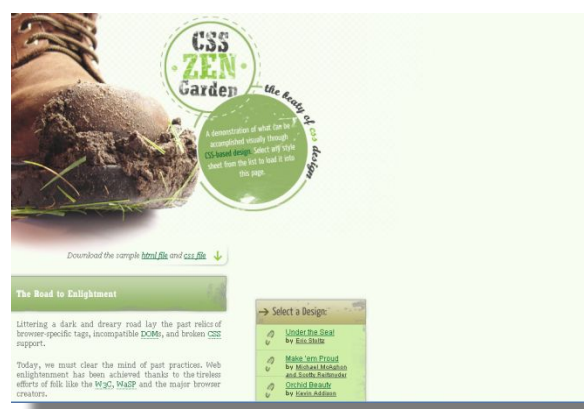 CSS
ZEN
Garden
the beaty of css design
A demonstration of what can be
accomplished visually through
CSS-based design. Select any style
sheet from the list to load it into
this page.
Download the sample html file and css file
The Road to Enlightment
Littering a dark and dreary road lay the past relics of
browser-specific tags, incompatible DOMs, and broken CSS
support.
Today, we must clear the mind of past practices. Web
enlightenment has been achieved thanks to the tireless
efforts of folk like the W3C, WaSP and the major browser
creators.
Select a Design:
Under the Sea!
by Eric Stoltz
Make 'em Proud
by Michael McAghon
and Scotty Reifsnyder
Orchid Beauty
by Kevin Addison